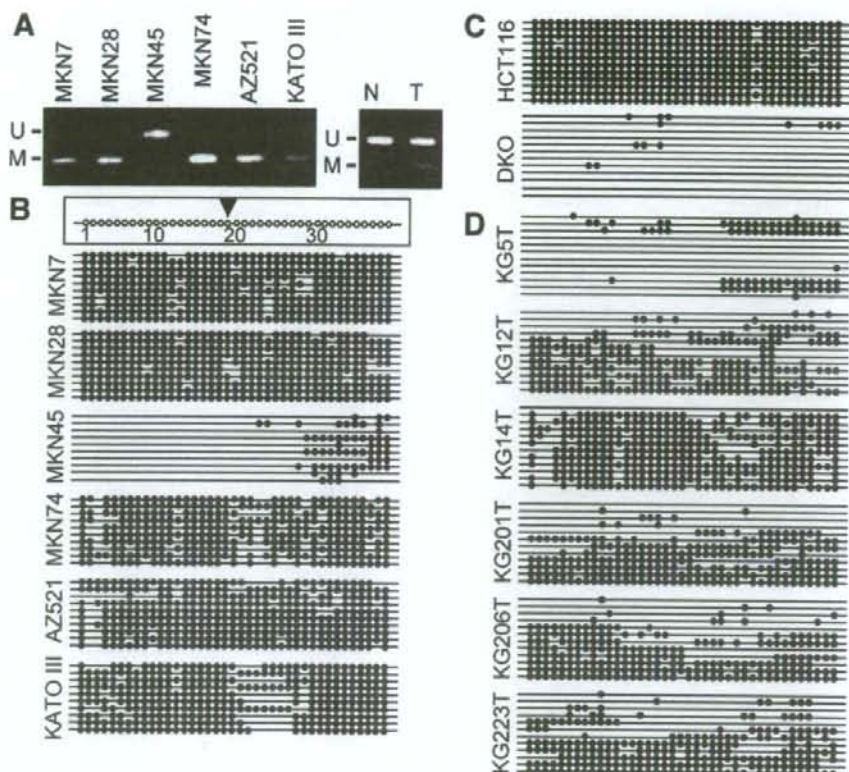 A
MKN7
MKN28
MKN45
MKN74
AZ521
KATO III
U
M
N T
U
M
B
1 10 20 30
MKN7
MKN28
MKN45
MKN74
AZ521
KATO III
C
HCT116
DKO
D
KG5T
KG12T
KG14T
KG201T
KG206T
KG223T